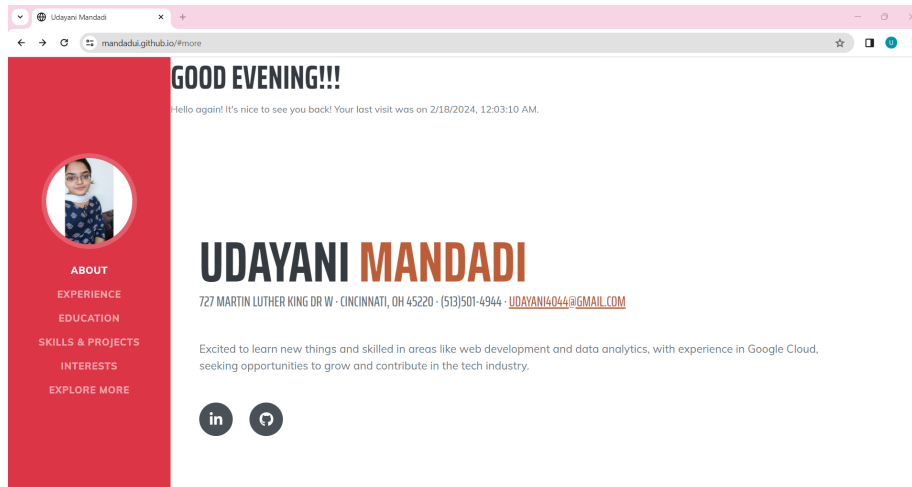 Udayani Mandadi
mandadui.github.io/#more
U
GOOD EVENING!!!
Hello again! It's nice to see you back! Your last visit was on 2/18/2024, 12:03:10 AM.
ABOUT
EXPERIENCE
EDUCATION
SKILLS & PROJECTS
INTERESTS
EXPLORE MORE
UDAYANI MANDADI
727 MARTIN LUTHER KING DR W · CINCINNATI, OH 45220 · (513)501-4944 · UDAYANI4044@GMAIL.COM
Excited to learn new things and skilled in areas like web development and data analytics, with experience in Google Cloud,
seeking opportunities to grow and contribute in the tech industry.
in